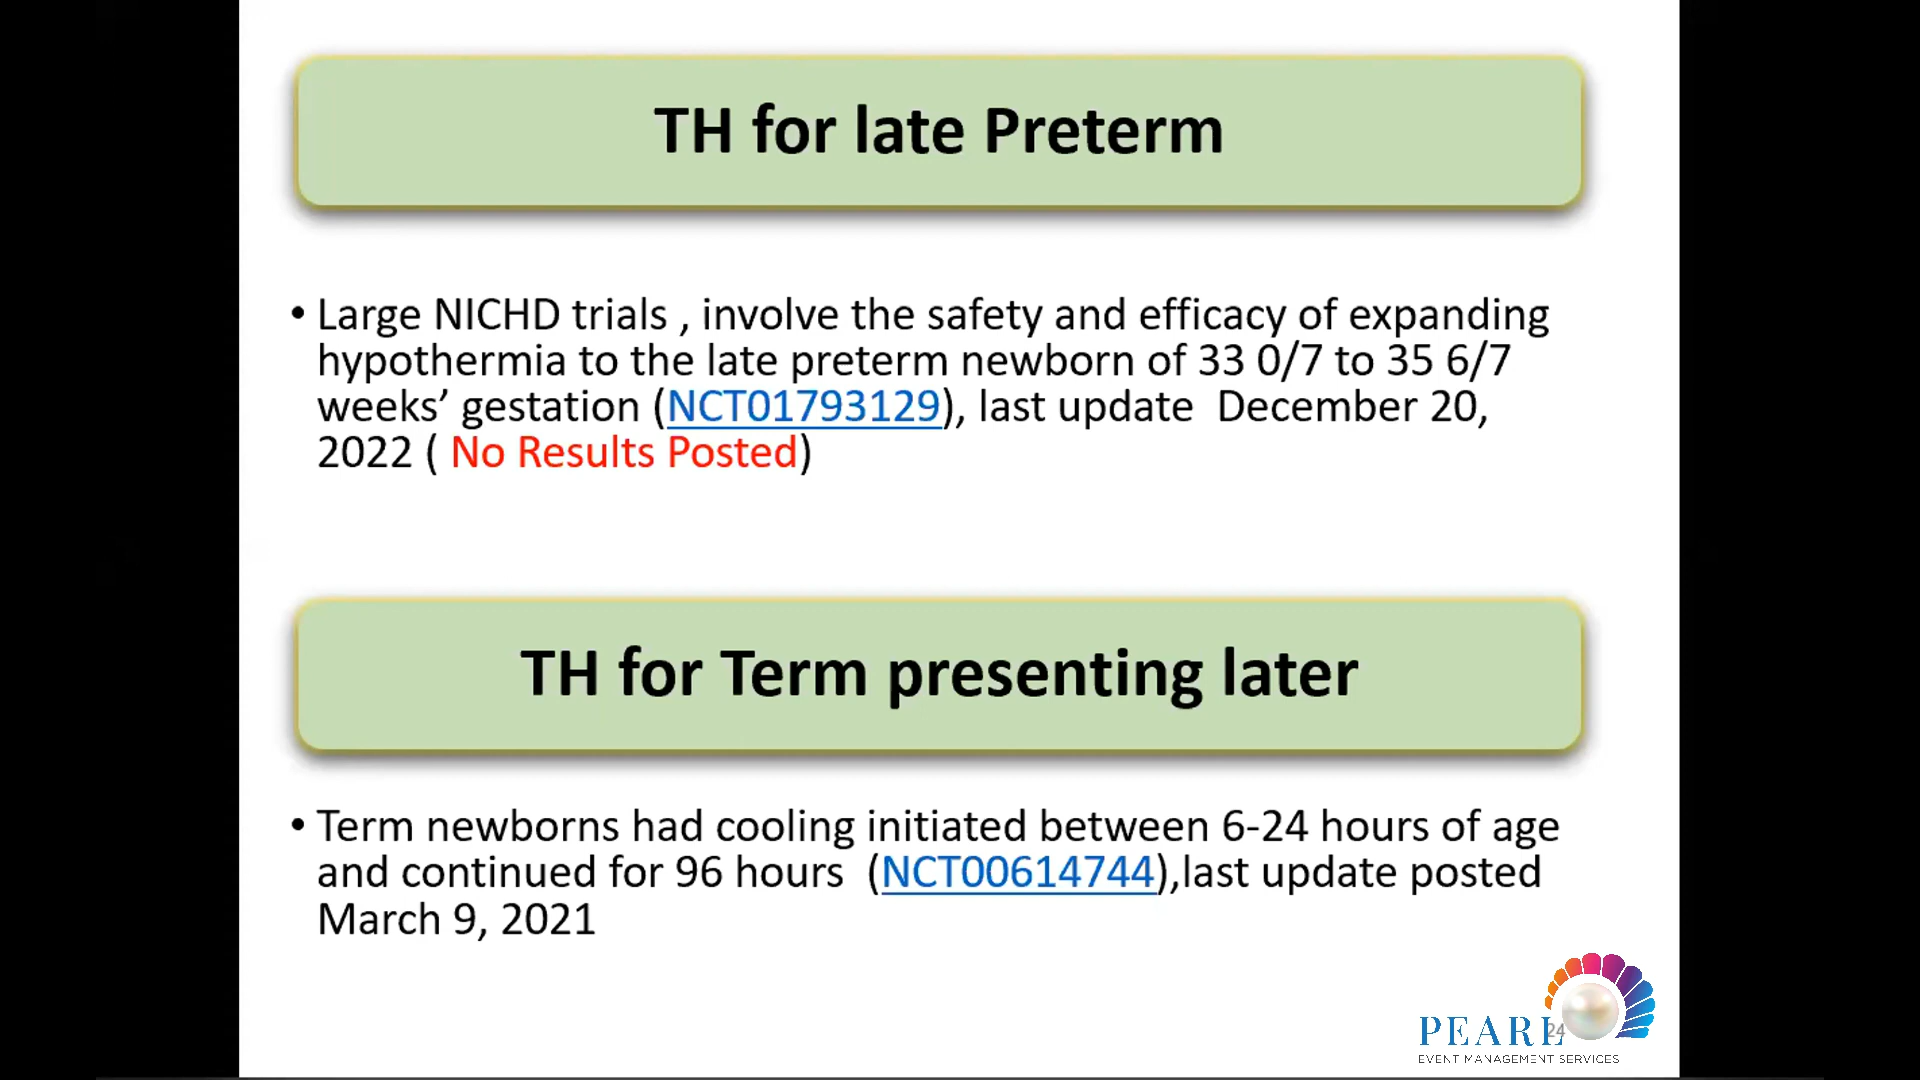 TH for late Preterm
• Large NICHD trials , involve the safety and efficacy of expanding
hypothermia to the late preterm newborn of 33 0/7 to 35 6/7
weeks’ gestation (NCT01793129), last update December 20,
2022 ( No Results Posted)
TH for Term presenting later
• Term newborns had cooling initiated between 6-24 hours of age
and continued for 96 hours (NCT00614744),last update posted
March 9, 2021
PEARL
24
EVENT MANAGEMENT SERVICES